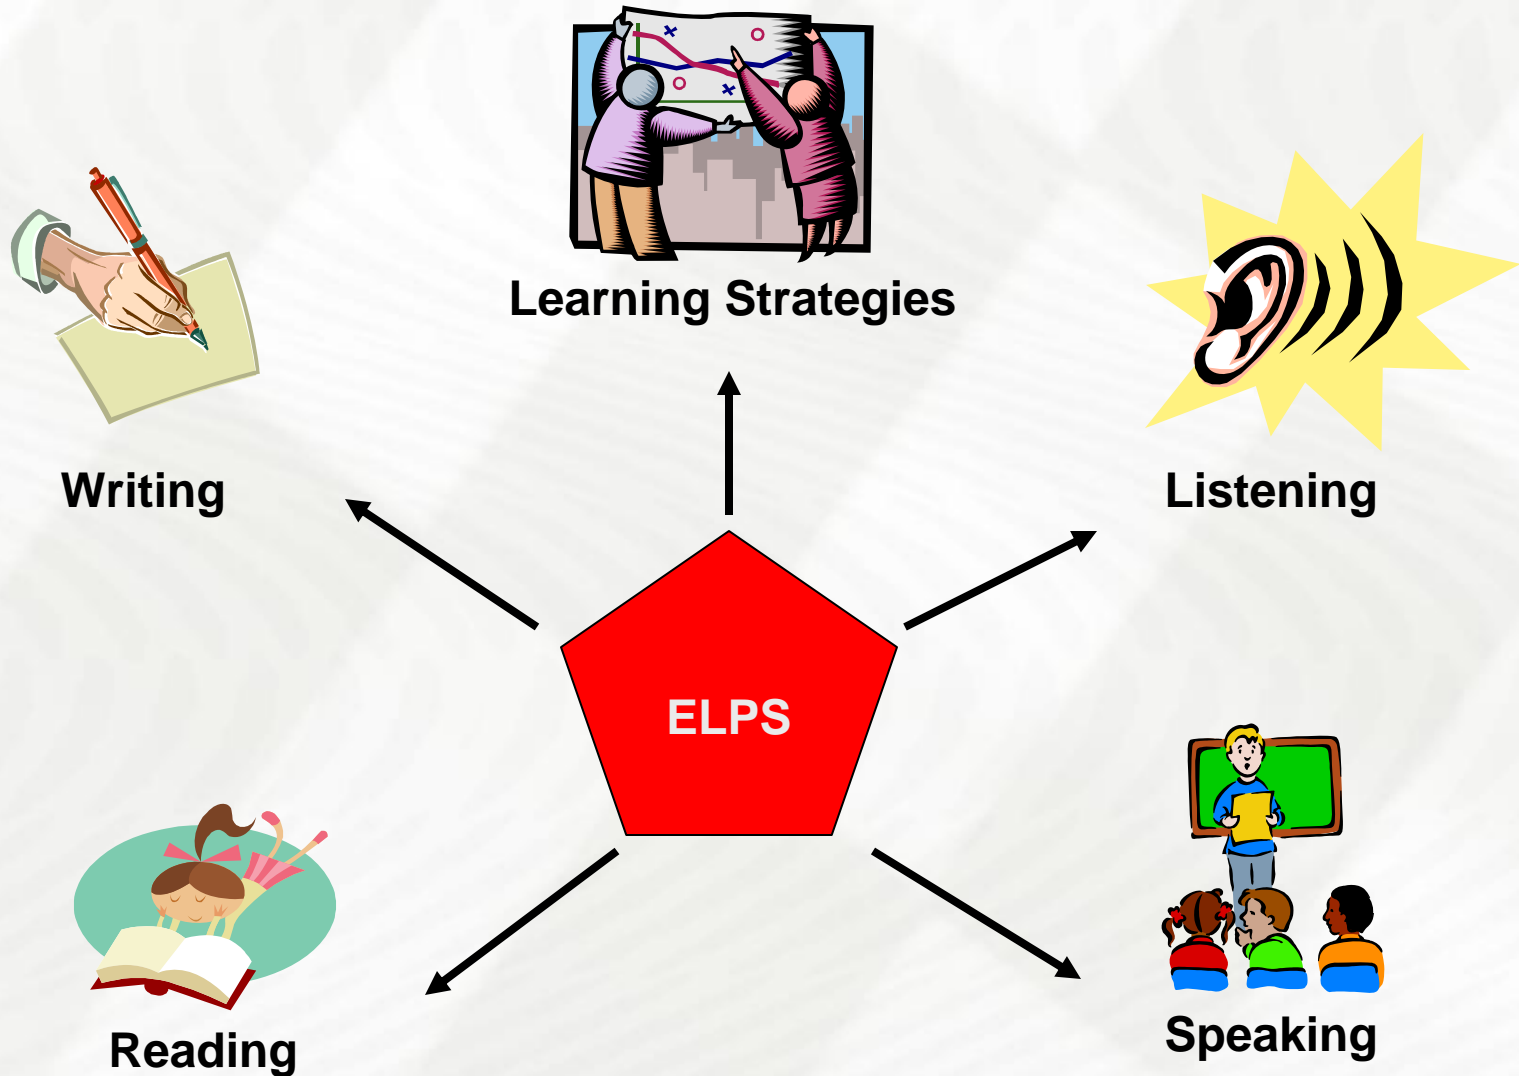 Learning Strategies
Writing
Listening
ELPS
Reading
Speaking